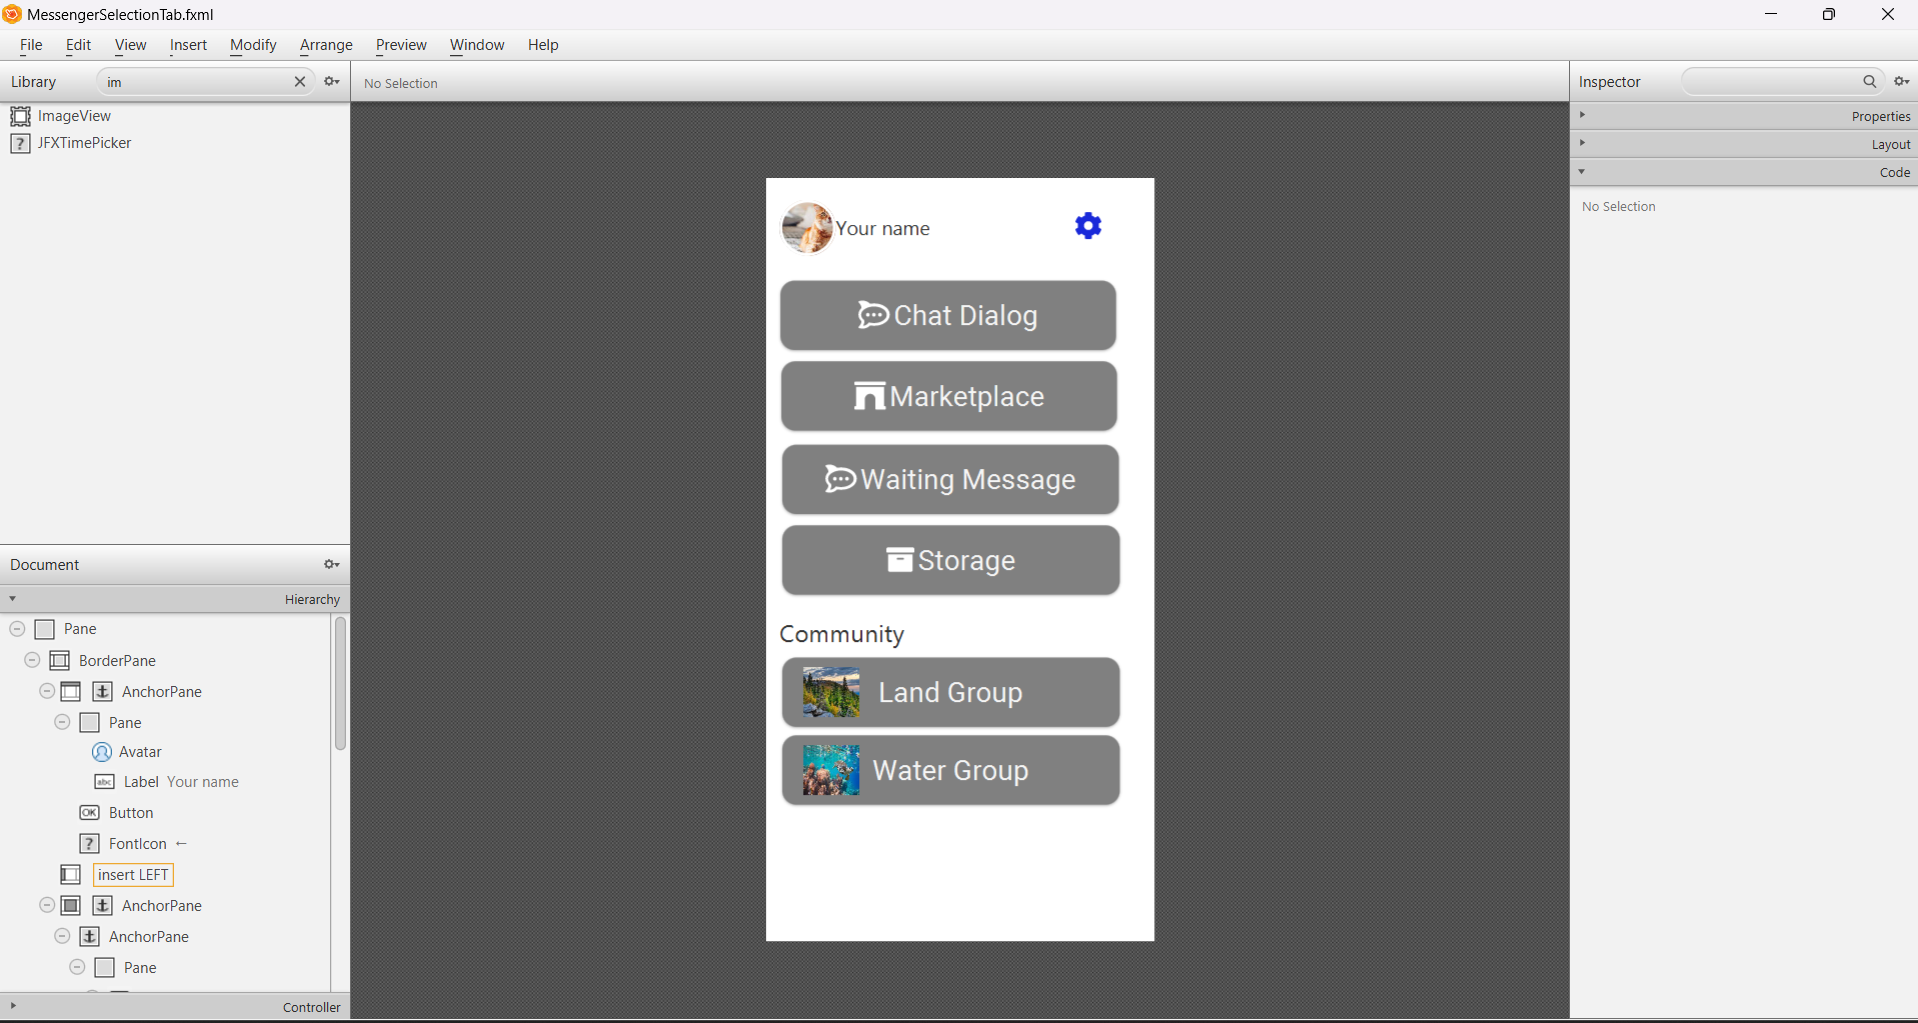 MessengerSelectionTab.fxml
File Edit View Insert Modify Arrange Preview Window Help
Library im
No Selection
Inspector
ImageView
JFXTimePicker
Properties
Layout
Code
No Selection
Your name
Chat Dialog
Marketplace
Waiting Message
Storage
Community
Land Group
Water Group
Document
Hierarchy
Pane
BorderPane
AnchorPane
Pane
Avatar
abc Label Your name
OK Button
? FontIcon ←
insert LEFT
AnchorPane
AnchorPane
Pane
Controller